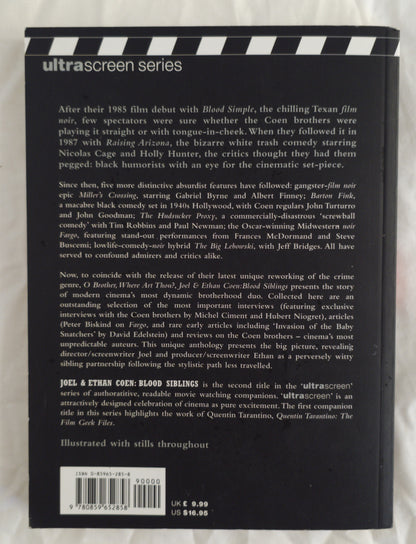 ultrascreen series
After their 1985 film debut with Blood Simple, the chilling Texan film
noir, few spectators were sure whether the Coen brothers were
playing it straight or with tongue-in-cheek. When they followed it in
1987 with Raising Arizona, the bizarre white trash comedy starring
Nicolas Cage and Holly Hunter, the critics thought they had them
pegged: black humorists with an eye for the cinematic set-piece.
Since then, five more distinctive absurdist features have followed: gangster-film noir
epic Miller's Crossing, starring Gabriel Byrne and Albert Finney; Barton Fink,
a macabre black comedy set in 1940s Hollywood, with Coen regulars John Turturro
and John Goodman; The Hudsucker Proxy, a commercially-disastrous 'screwball
comedy' with Tim Robbins and Paul Newman; the Oscar-winning Midwestern noir
Fargo, featuring stand-out performances from Frances McDormand and Steve
Buscemi; lowlife-comedy-noir hybrid The Big Lebowski, with Jeff Bridges. All have
served to confound admirers and critics alike.
Now, to coincide with the release of their latest unique reworking of the crime
genre, O Brother, Where Art Thou?, Joel & Ethan Coen: Blood Siblings presents the story
of modern cinema's most dynamic brotherhood duo. Collected here are an
outstanding selection of the most important interviews (featuring exclusive
interviews with the Coen brothers by Michel Ciment and Hubert Niogret), articles
(Peter Biskind on Fargo, and rare early articles including 'Invasion of the Baby
Snatchers' by David Edelstein) and reviews on the Coen brothers – cinema's most
unpredictable auteurs. This unique anthology presents the big picture, revealing
director/screenwriter Joel and producer/screenwriter Ethan as a perversely witty
sibling partnership following the stylistic path less travelled.
JOEL & ETHAN COEN: BLOOD SIBLINGS is the second title in the 'ultrascreen'
series of authoratitive, readable movie watching companions. 'ultrascreen' is an
attractively designed celebration of cinema as pure excitement. The first companion
title in this series highlights the work of Quentin Tarantino, Quentin Tarantino: The
Film Geek Files.
Illustrated with stills throughout
ISBN 0-85965-285-8
90000
9 780859 652858
UK £ 9.99
US $16.95